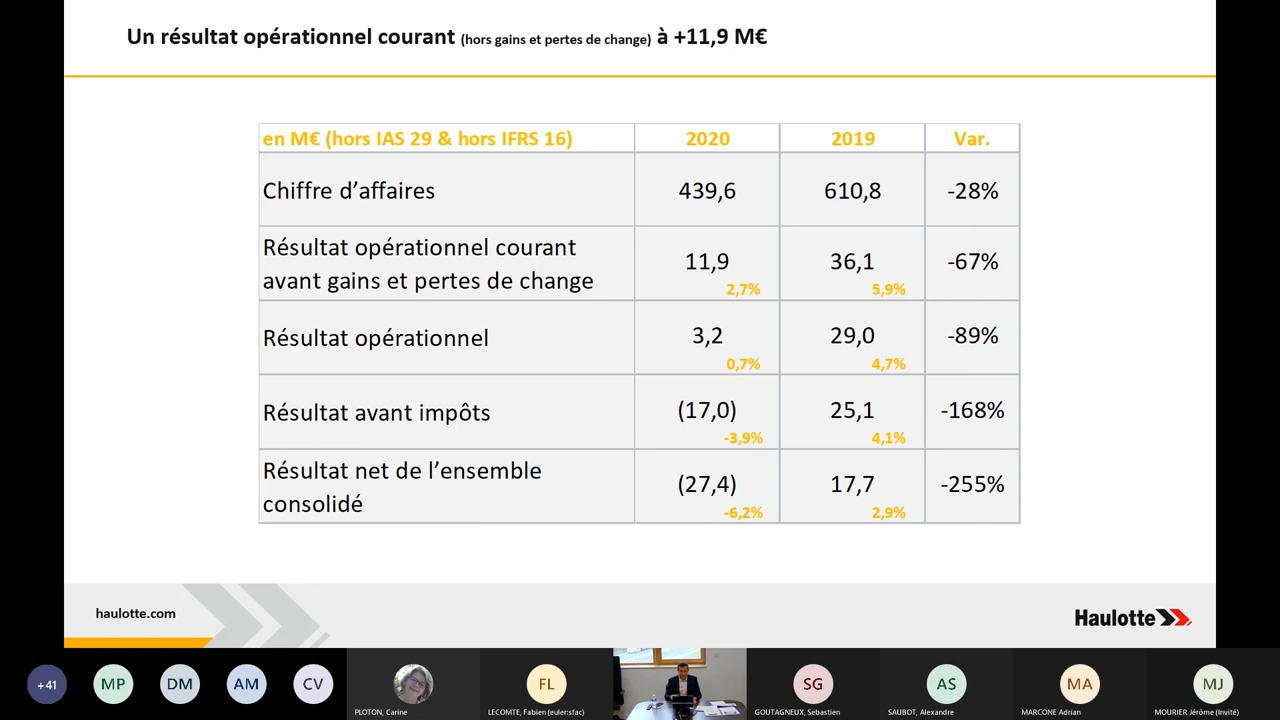 Un résultat opérationnel courant (hors gains et pertes de change) à +11,9 M€
en M€ (hors IAS 29 & hors IFRS 16) 2020 2019 Var.
Chiffre d’affaires 439,6 610,8 -28%
Résultat opérationnel courant
avant gains et pertes de change 11,9 36,1 -67%
2,7% 5,9%
Résultat opérationnel 3,2 29,0 -89%
0,7% 4,7%
Résultat avant impôts (17,0) 25,1 -168%
-3,9% 4,1%
Résultat net de l’ensemble
consolidé (27,4) 17,7 -255%
-6,2% 2,9%
haulotte.com
Haulotte
+41 MP DM AM CV FL SG AS MA MJ
PLOTON, Carine LECOMTE, Fabien (euler:sfac) GOUTAGNEUX, Sebastien SAUBOT, Alexandre MARCONE Adrian MOURIER Jérôme (Invité)